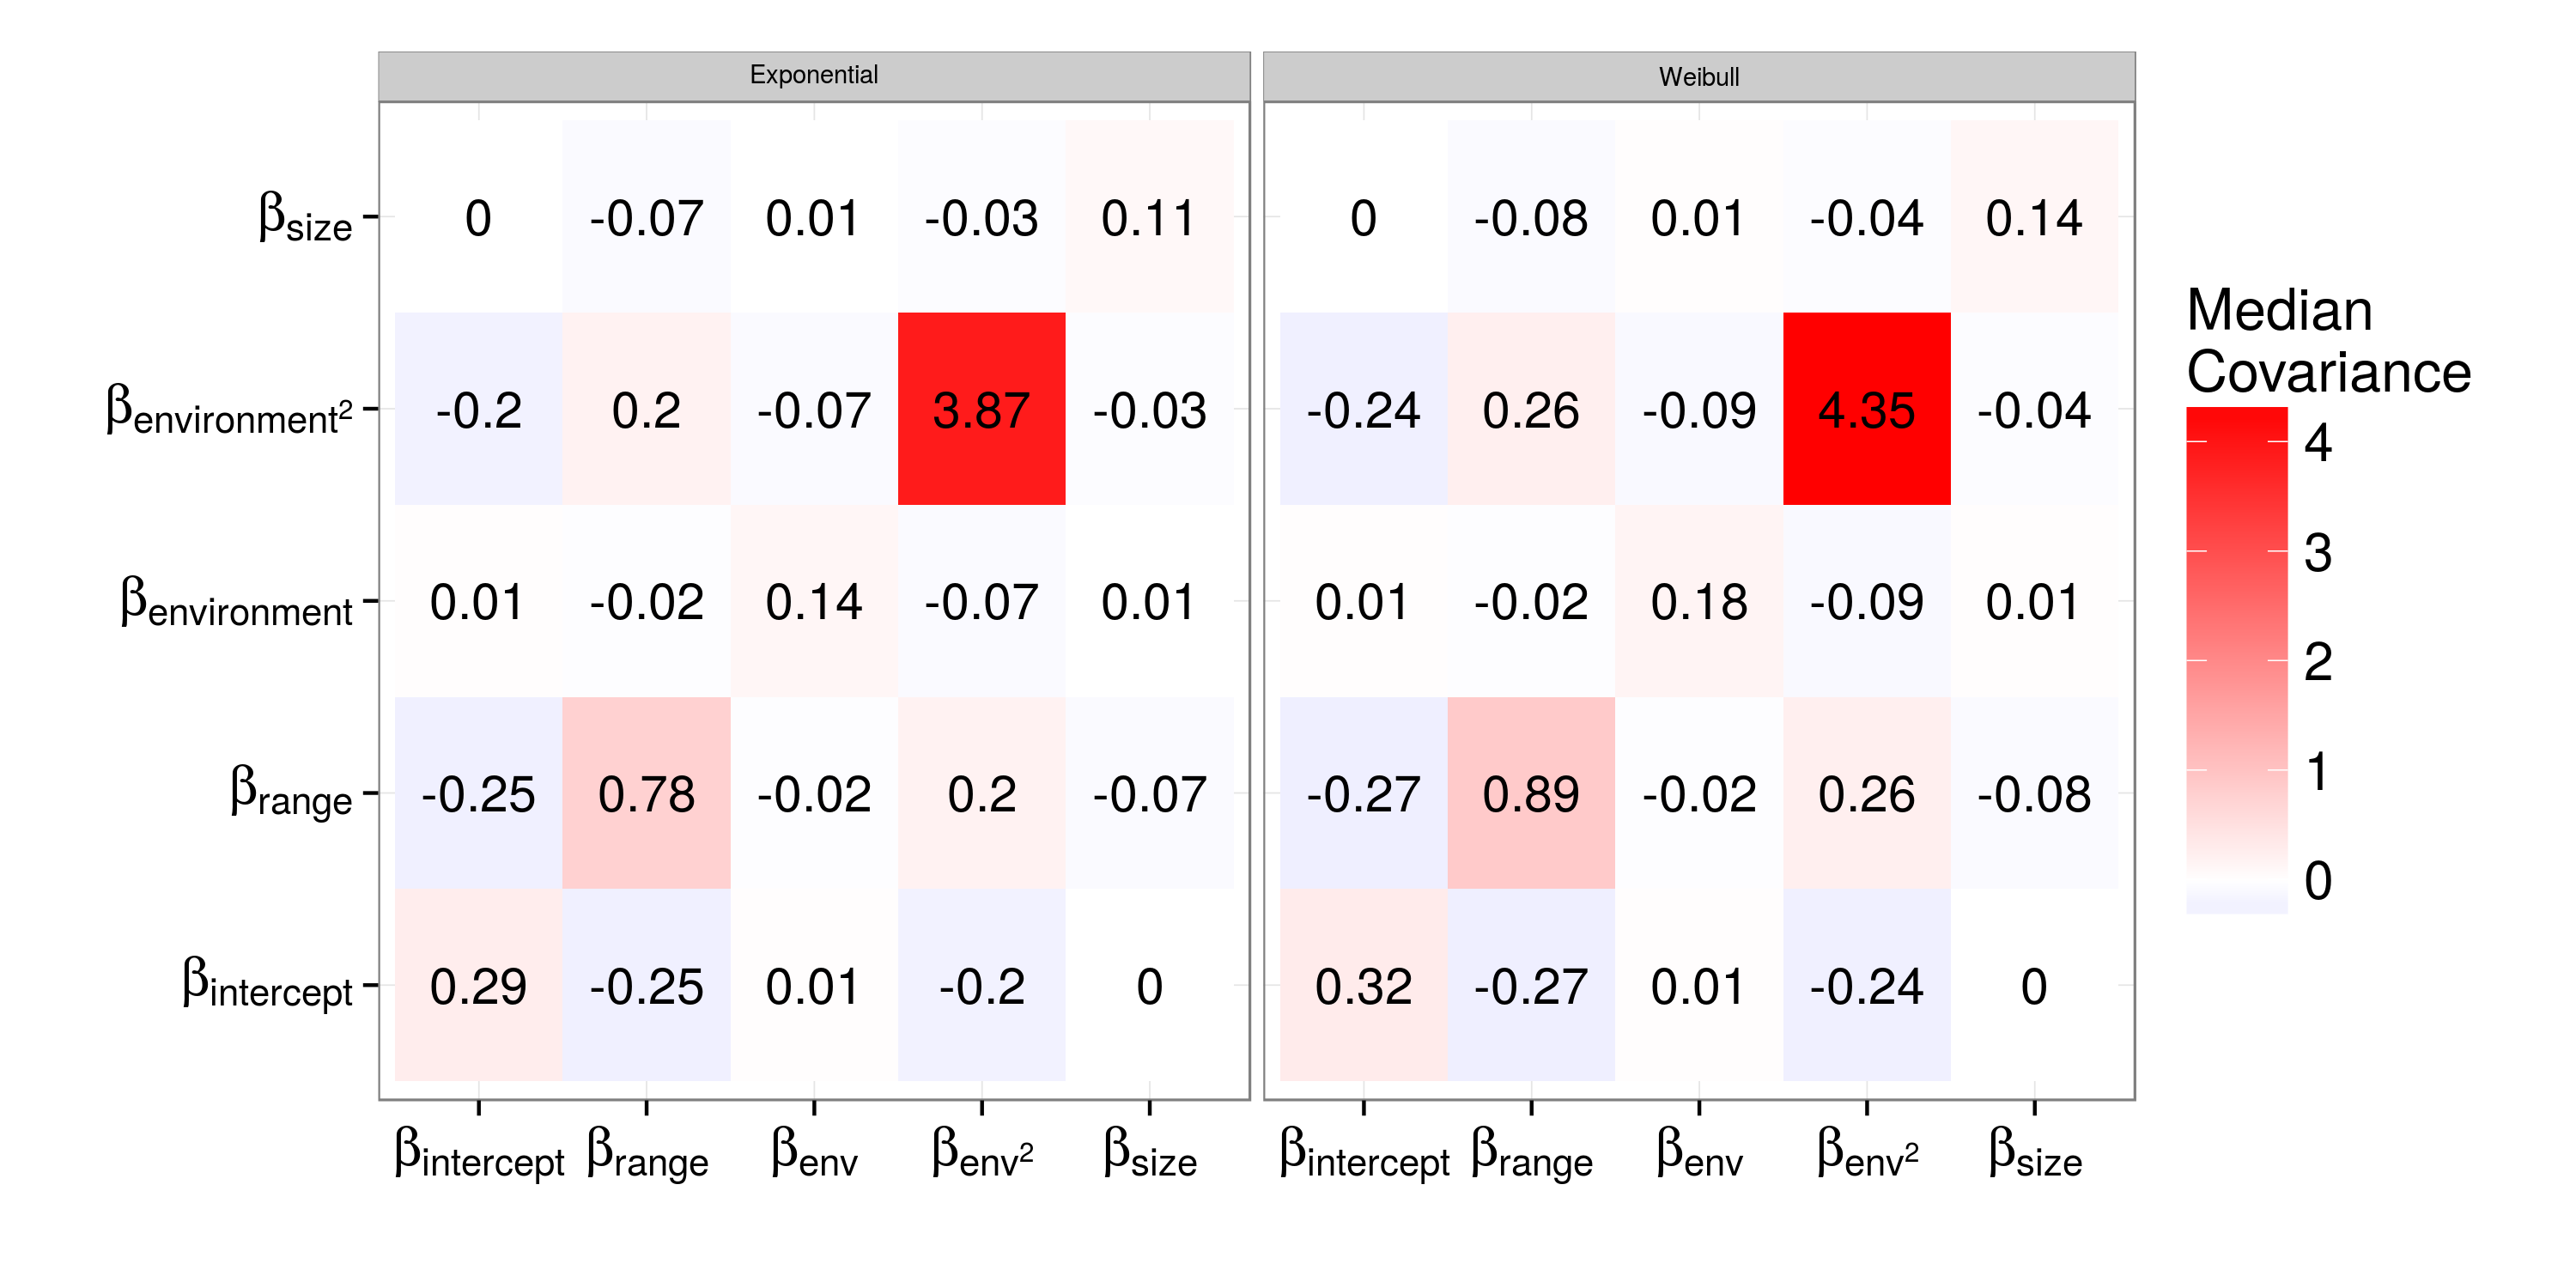 Exponential
Weibull
βsize 0 -0.07 0.01 -0.03 0.11 0 -0.08 0.01 -0.04 0.14
βenvironment² -0.2 0.2 -0.07 3.87 -0.03 -0.24 0.26 -0.09 4.35 -0.04
βenvironment 0.01 -0.02 0.14 -0.07 0.01 0.01 -0.02 0.18 -0.09 0.01
βrange -0.25 0.78 -0.02 0.2 -0.07 -0.27 0.89 -0.02 0.26 -0.08
βintercept 0.29 -0.25 0.01 -0.2 0 0.32 -0.27 0.01 -0.24 0
βintercept βrange βenv βenv² βsize βintercept βrange βenv βenv² βsize
Median
Covariance
4
3
2
1
0